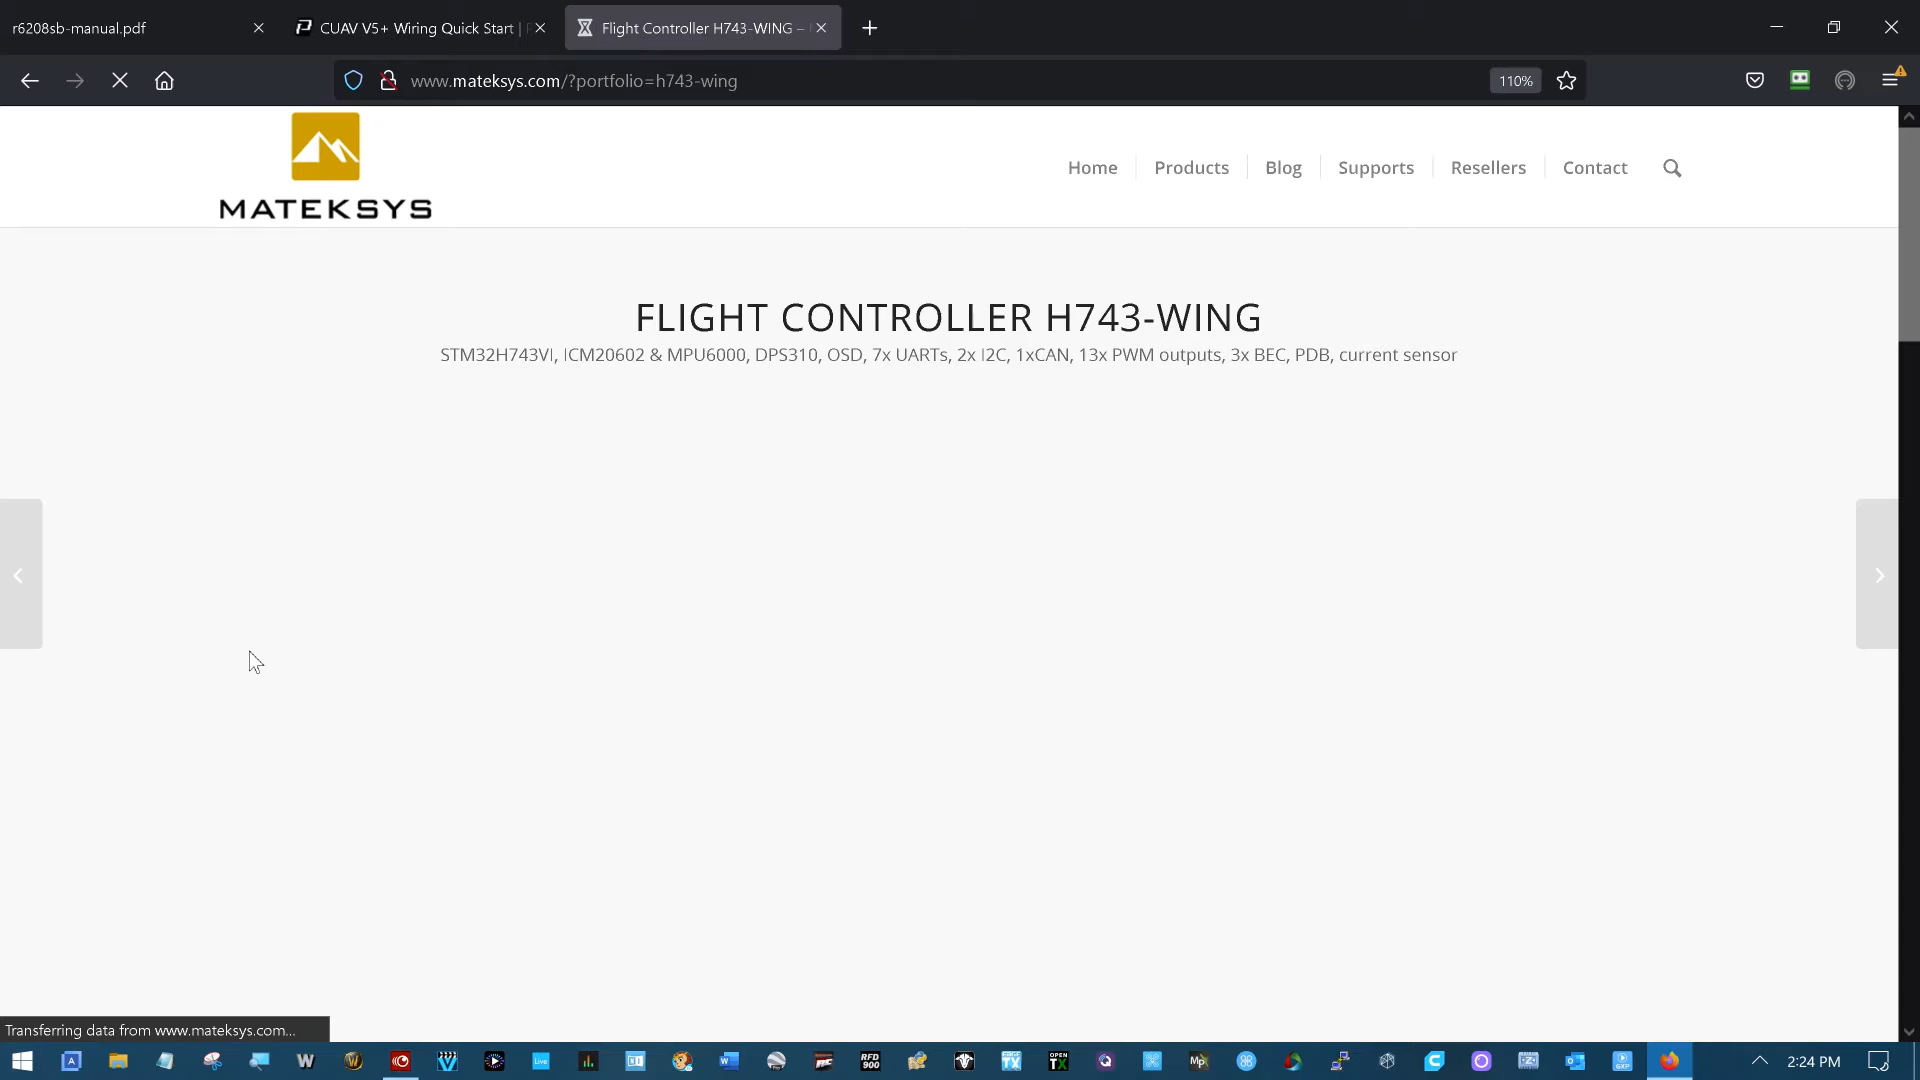 r6208sb-manual.pdf
CUAV V5+ Wiring Quick Start |
Flight Controller H743-WING –
www.mateksys.com/?portfolio=h743-wing
110%
MATEKSYS
Home
Products
Blog
Supports
Resellers
Contact
FLIGHT CONTROLLER H743-WING
STM32H743VI, ICM20602 & MPU6000, DPS310, OSD, 7x UARTs, 2x I2C, 1xCAN, 13x PWM outputs, 3x BEC, PDB, current sensor
Transferring data from www.mateksys.com...
2:24 PM